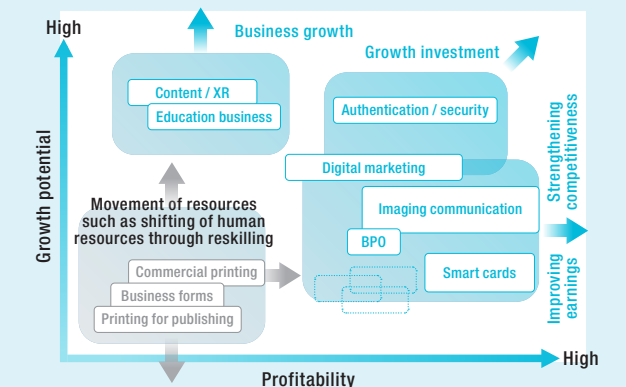 High
Business growth
Growth investment
Content / XR
Education business
Authentication / security
Digital marketing
Strengthening
competitiveness
Growth potential
Movement of resources
such as shifting of human
resources through reskilling
Imaging communication
BPO
Commercial printing
Business forms
Printing for publishing
Smart cards
Improving
earnings
High
Profitability